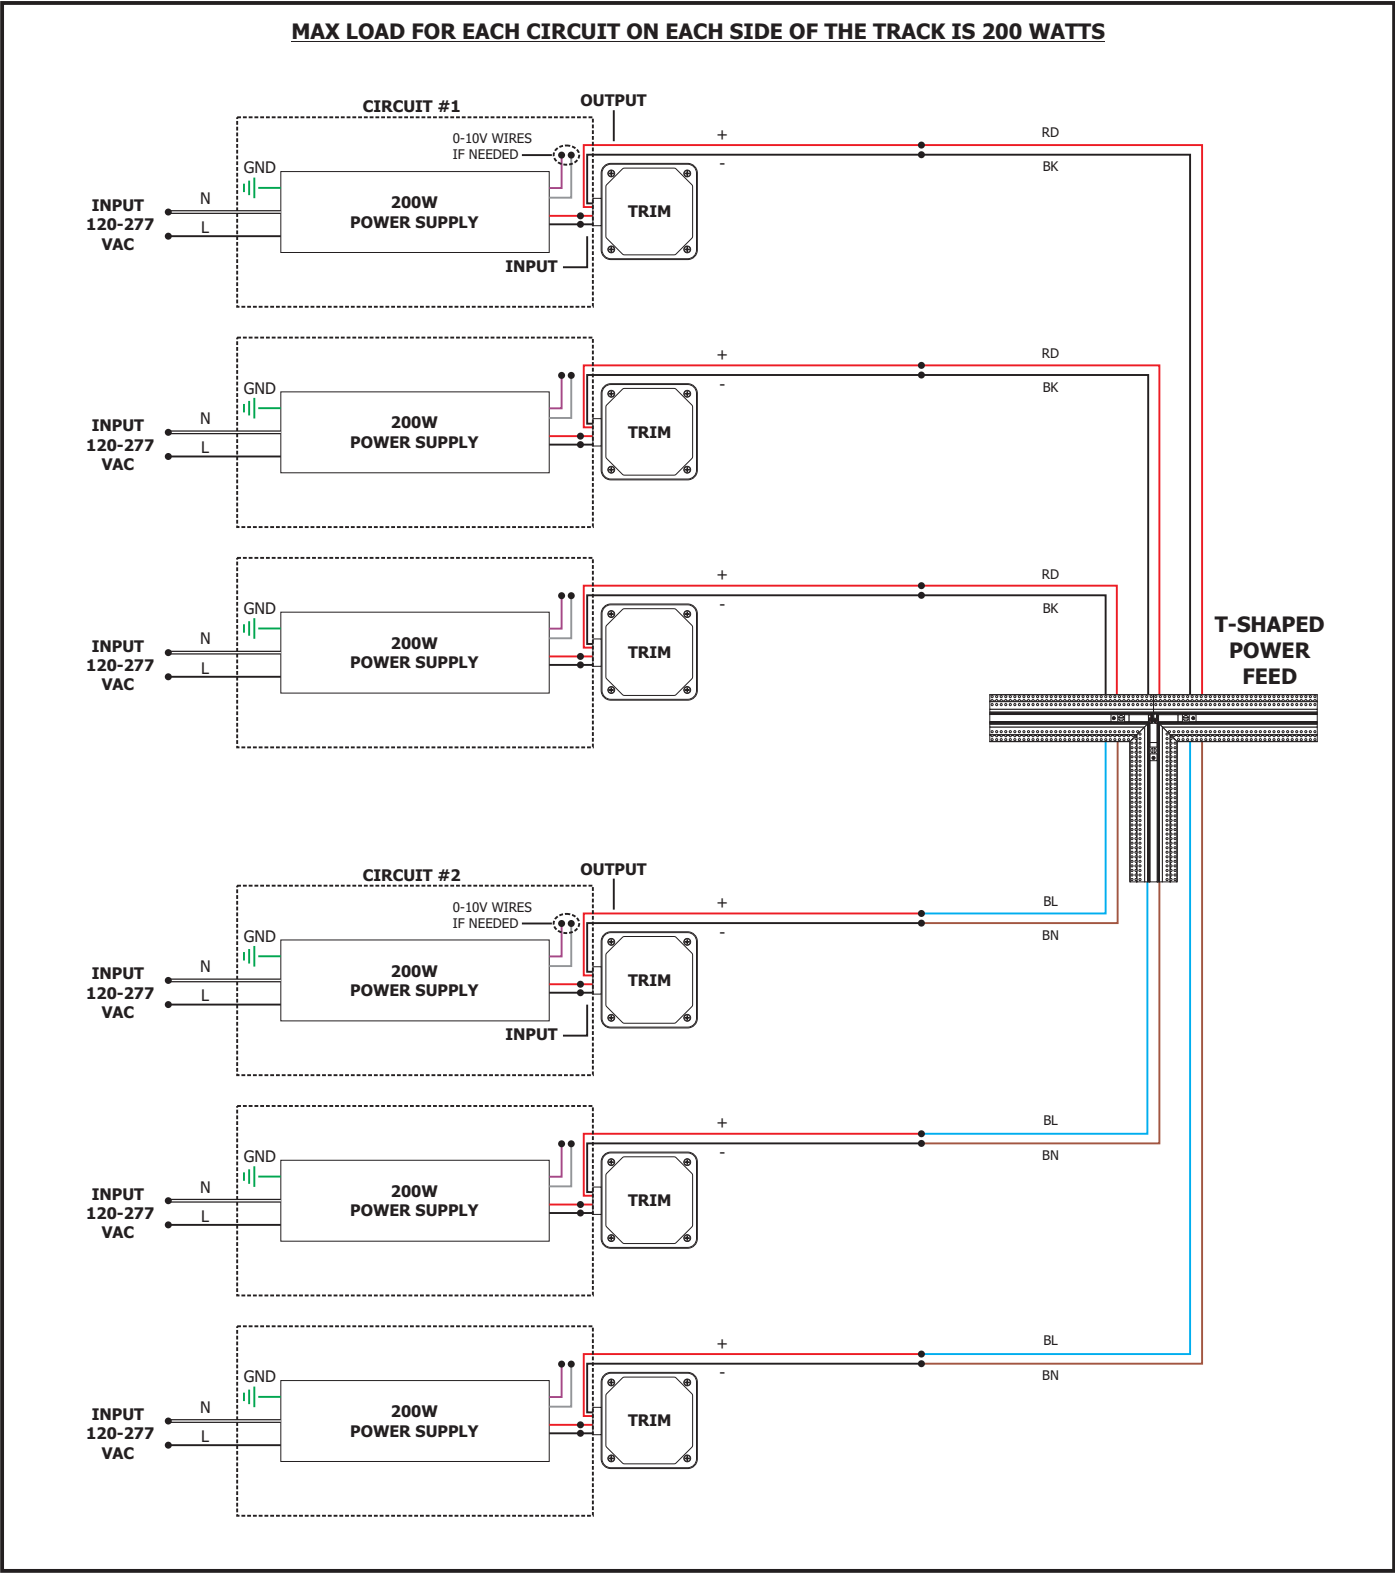 MAX LOAD FOR EACH CIRCUIT ON EACH SIDE OF THE TRACK IS 200 WATTS
CIRCUIT #1
OUTPUT
0-10V WIRES
IF NEEDED
GND
INPUT
120-277
VAC
N
L
200W
POWER SUPPLY
INPUT
TRIM
+
-
RD
BK
GND
INPUT
120-277
VAC
N
L
200W
POWER SUPPLY
TRIM
+
-
RD
BK
GND
INPUT
120-277
VAC
N
L
200W
POWER SUPPLY
TRIM
+
-
RD
BK
T-SHAPED
POWER
FEED
CIRCUIT #2
OUTPUT
0-10V WIRES
IF NEEDED
GND
INPUT
120-277
VAC
N
L
200W
POWER SUPPLY
INPUT
TRIM
+
-
BL
BN
GND
INPUT
120-277
VAC
N
L
200W
POWER SUPPLY
TRIM
+
-
BL
BN
GND
INPUT
120-277
VAC
N
L
200W
POWER SUPPLY
TRIM
+
-
BL
BN